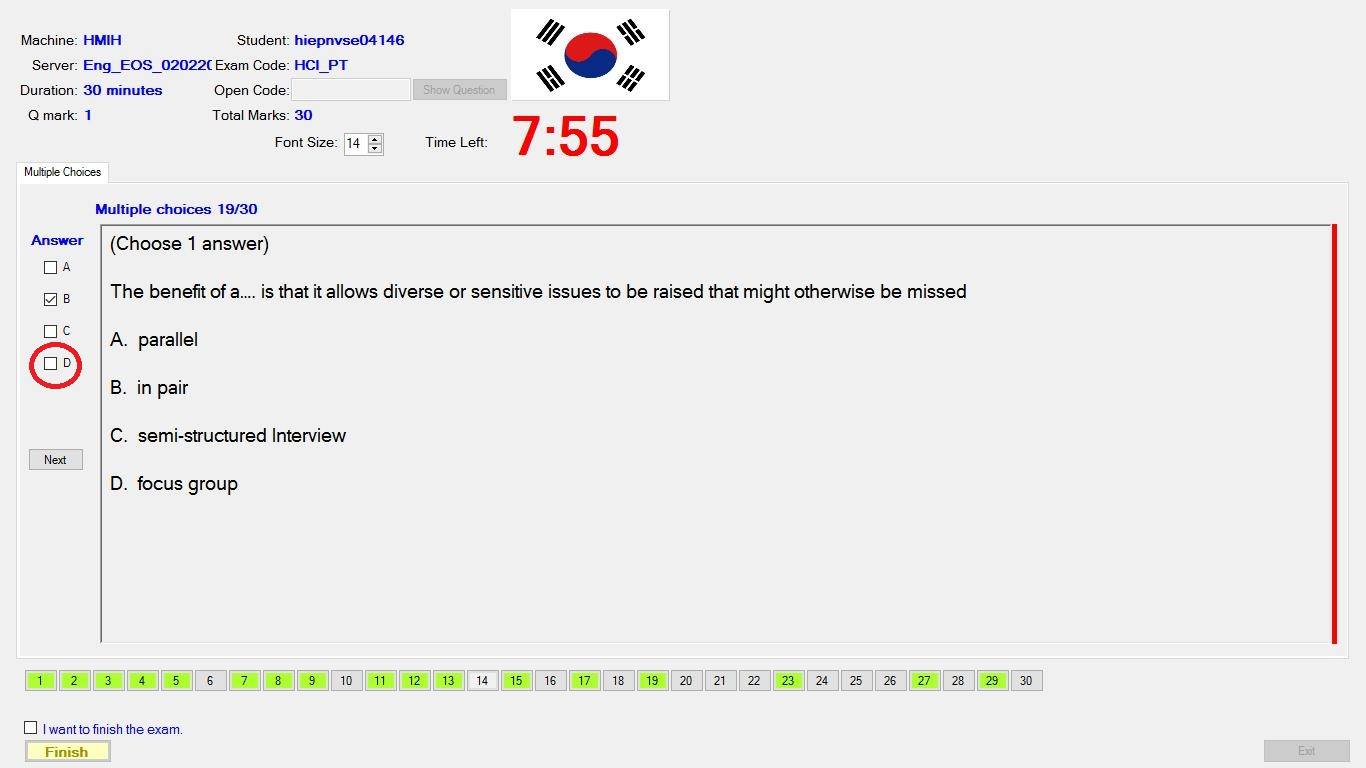 Machine: HMIH Student: hiepnvse04146
Server: Eng_EOS_020220 Exam Code: HCI_PT
Duration: 30 minutes Open Code: Show Question
Q mark: 1 Total Marks: 30
Font Size: 14 Time Left: 7:55
Multiple Choices
Multiple choices 19/30
Answer
A
B
C
D
Next
(Choose 1 answer)
The benefit of a.... is that it allows diverse or sensitive issues to be raised that might otherwise be missed
A. parallel
B. in pair
C. semi-structured Interview
D. focus group
1 2 3 4 5 6 7 8 9 10 11 12 13 14 15 16 17 18 19 20 21 22 23 24 25 26 27 28 29 30
I want to finish the exam.
Finish Exit